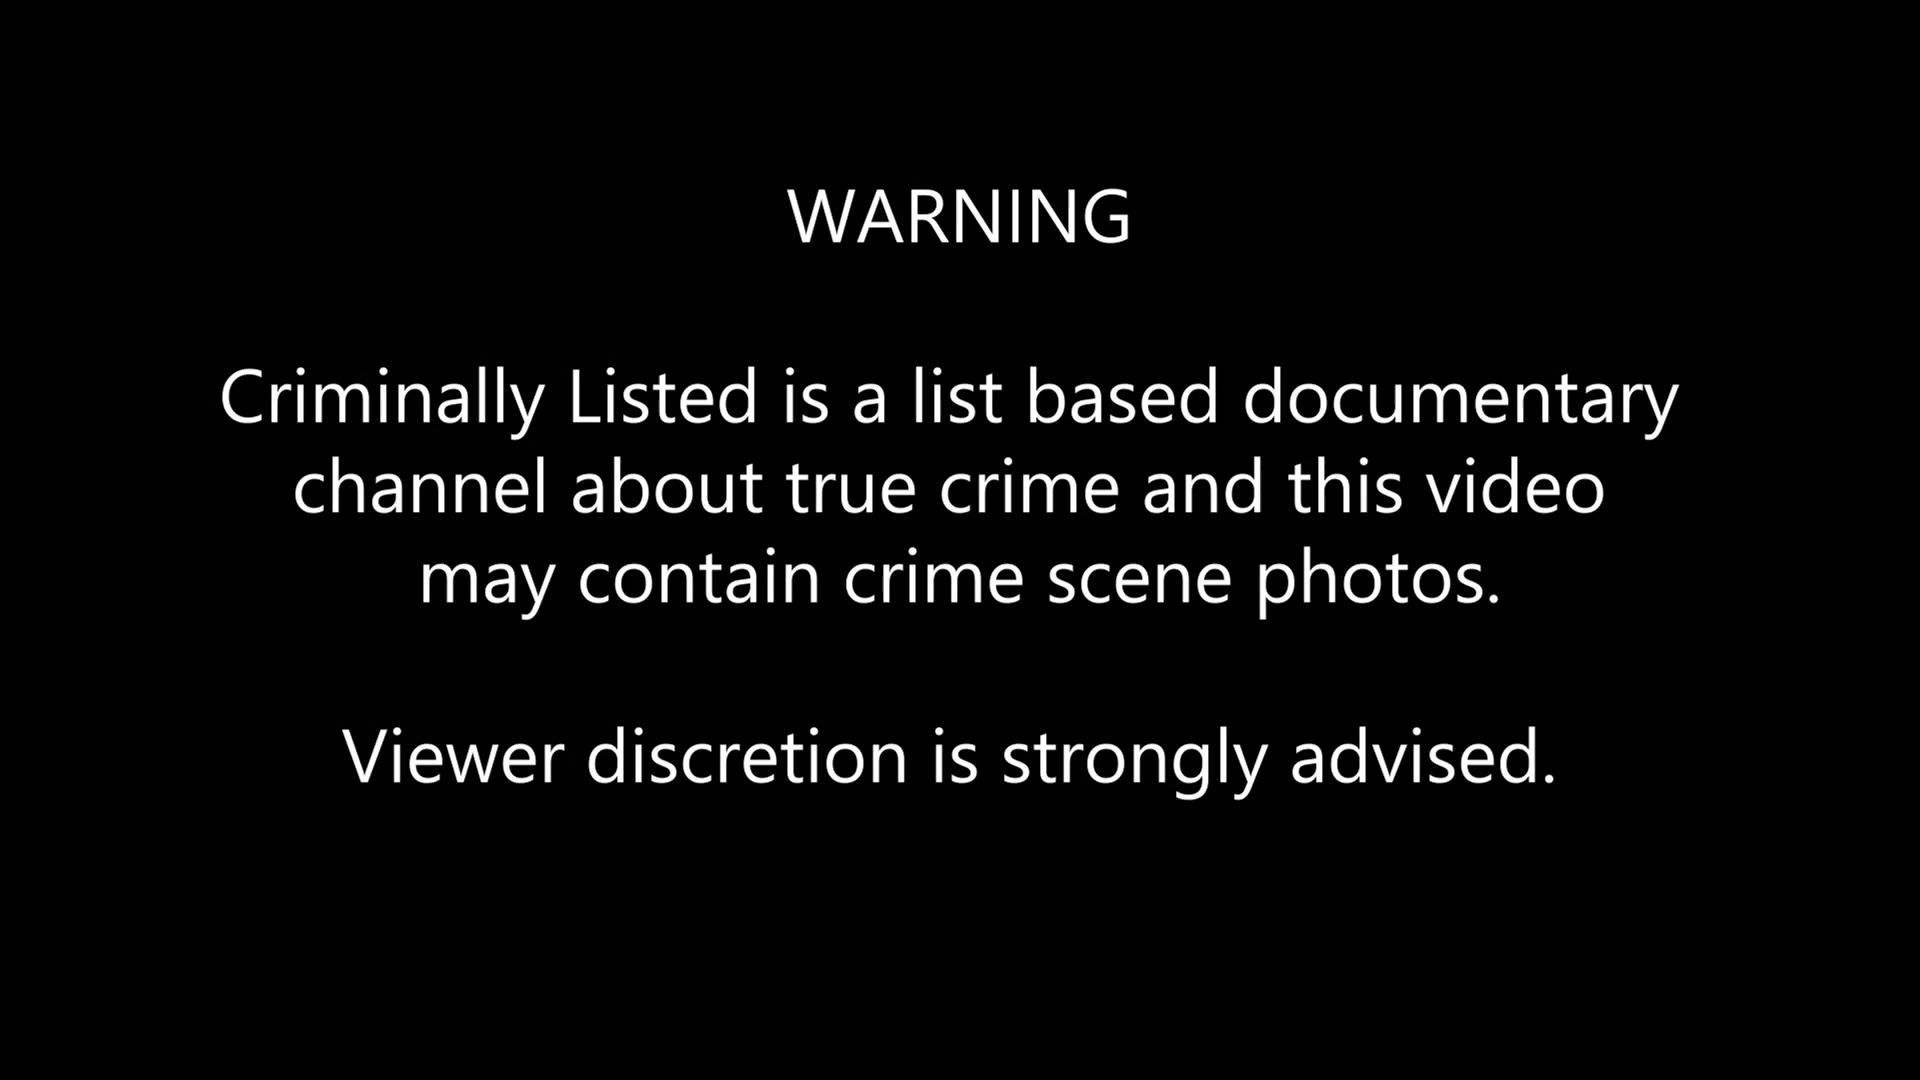 WARNING
Criminally Listed is a list based documentary
channel about true crime and this video
may contain crime scene photos.
Viewer discretion is strongly advised.